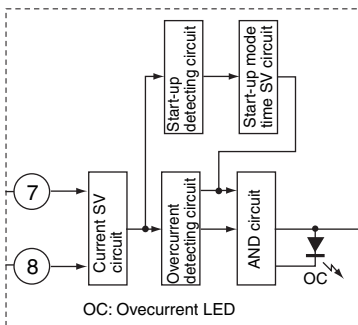 Start-up
detecting circuit
Start-up mode
time SV circuit
7
8
Current SV
circuit
Overcurrent
detecting circuit
AND circuit
OC
OC: Ovecurrent LED